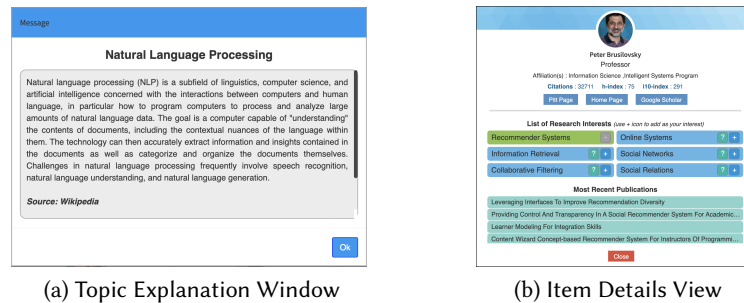 Message
Natural Language Processing
Natural language processing (NLP) is a subfield of linguistics, computer science, and
artificial intelligence concerned with the interactions between computers and human
language, in particular how to program computers to process and analyze large
amounts of natural language data. The goal is a computer capable of "understanding"
the contents of documents, including the contextual nuances of the language within
them. The technology can then accurately extract information and insights contained in
the documents as well as categorize and organize the documents themselves.
Challenges in natural language processing frequently involve speech recognition,
natural language understanding, and natural language generation.
Source: Wikipedia
Ok
(a) Topic Explanation Window
Peter Brusilovsky
Professor
Affiliation(s) : Information Science ,Intelligent Systems Program
Citations : 32711 h-index : 75 I10-index : 291
Pitt Page Home Page Google Scholar
List of Research Interests (use + icon to add as your interest)
Recommender Systems + Online Systems ? +
Information Retrieval ? + Social Networks ? +
Collaborative Filtering ? + Social Relations ? +
Most Recent Publications
Leveraging Interfaces To Improve Recommendation Diversity
Providing Control And Transparency In A Social Recommender System For Academic...
Learner Modeling For Integration Skills
Content Wizard Concept-based Recommender System For Instructors Of Programmi...
Close
(b) Item Details View